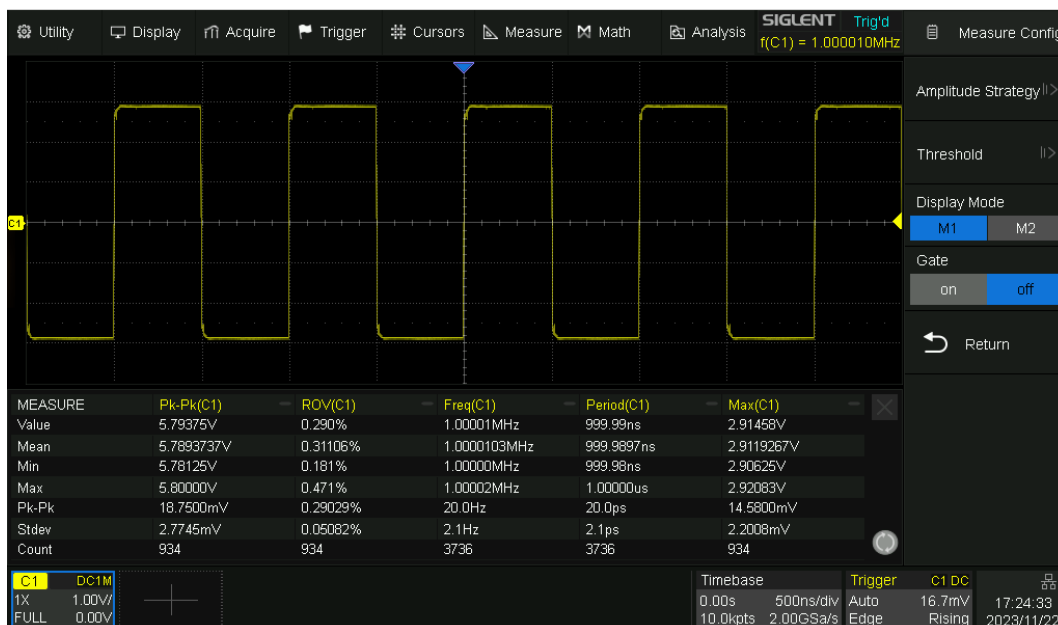 Utility Display Acquire Trigger Cursors Measure Math Analysis SIGLENT Trig'd
f(C1) = 1.000010MHz
Measure Config
Amplitude Strategy
Threshold
Display Mode
M1 M2
Gate
on off
Return
C1
MEASURE Pk-Pk(C1) ROV(C1) Freq(C1) Period(C1) Max(C1)
Value 5.79375V 0.290% 1.00001MHz 999.99ns 2.91458V
Mean 5.7893737V 0.31106% 1.0000103MHz 999.9897ns 2.9119267V
Min 5.78125V 0.181% 1.00000MHz 999.98ns 2.90625V
Max 5.80000V 0.471% 1.00002MHz 1.00000us 2.92083V
Pk-Pk 18.7500mV 0.29029% 20.0Hz 20.0ps 14.5800mV
Stdev 2.7745mV 0.05082% 2.1Hz 2.1ps 2.2008mV
Count 934 934 3736 3736 934
C1 DC1M
1X 1.00V/
FULL 0.00V
Timebase
0.00s 500ns/div
10.0kpts 2.00GSa/s
Trigger C1 DC
Auto 16.7mV
Edge Rising
17:24:33
2023/11/22